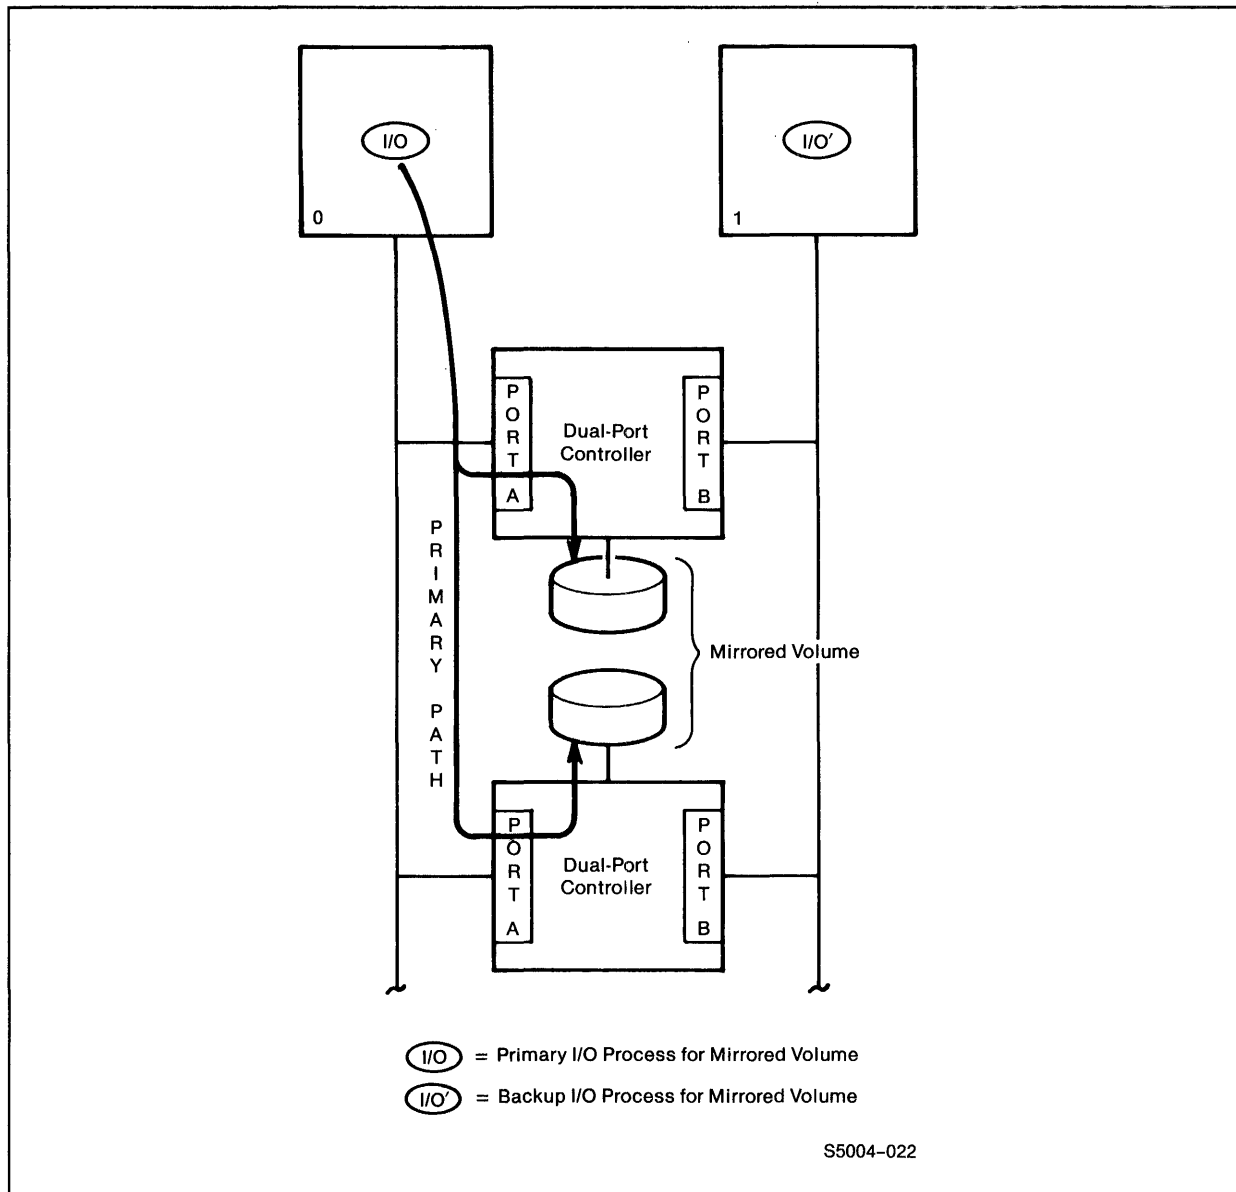 I/O
I/O′
0
1
PORT A
Dual-Port
Controller
PORT B
PRIMARY PATH
Mirrored Volume
PORT A
Dual-Port
Controller
PORT B
I/O = Primary I/O Process for Mirrored Volume
I/O′ = Backup I/O Process for Mirrored Volume
S5004-022